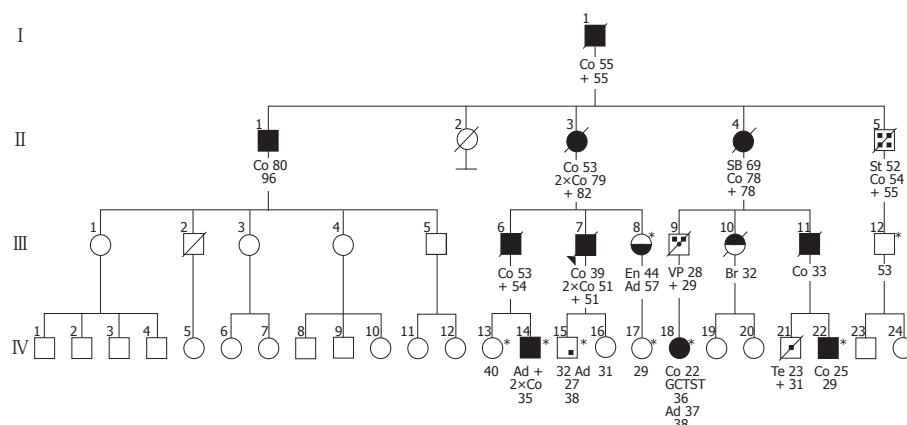 I
1
Co 55
+ 55
II
1 2 3 4 5
Co 80
96
Co 53
2×Co 79
+ 82
SB 69
Co 78
+ 78
St 52
Co 54
+ 55
III
1 2 3 4 5 6 7 8 * 9 10 11 12 *
Co 53
+ 54
Co 39
2×Co 51
+ 51
En 44
Ad 57
VP 28
+ 29
Br 32
Co 33
53
IV
1 2 3 4 5 6 7 8 9 10 11 12 13 * 14 * 15 * 16 17 * 18 * 19 20 21 22 * 23 24
40
Ad +
2×Co
35
32 Ad
27
38
31
29
Co 22
GCTST
36
Ad 37
38
Te 23
+ 31
Co 25
29